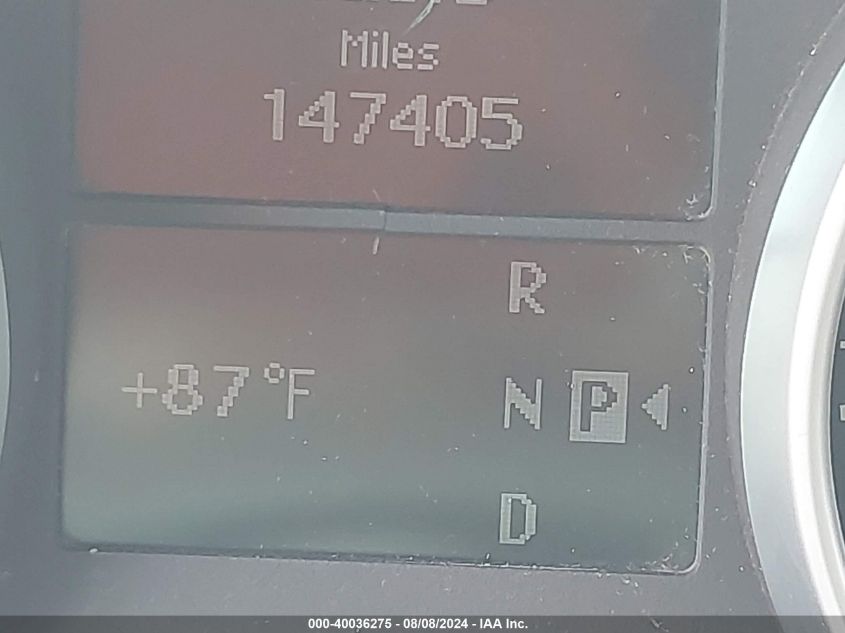 Miles
147405
R
+87°F N P
D
000-40036275 - 08/08/2024 - IAA Inc.